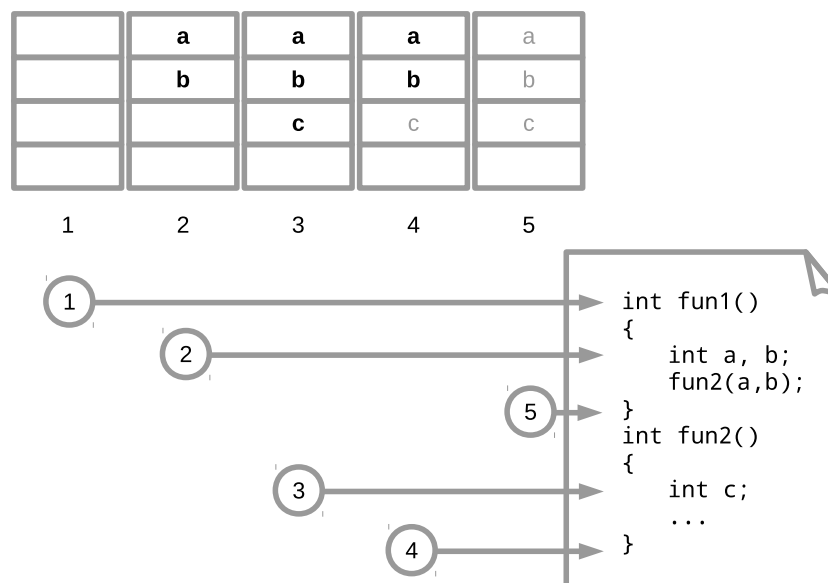 a a a a
b b b b
c c c
1 2 3 4 5
1
int fun1()
{
2
int a, b;
fun2(a,b);
5
}
int fun2()
{
3
int c;
...
4
}